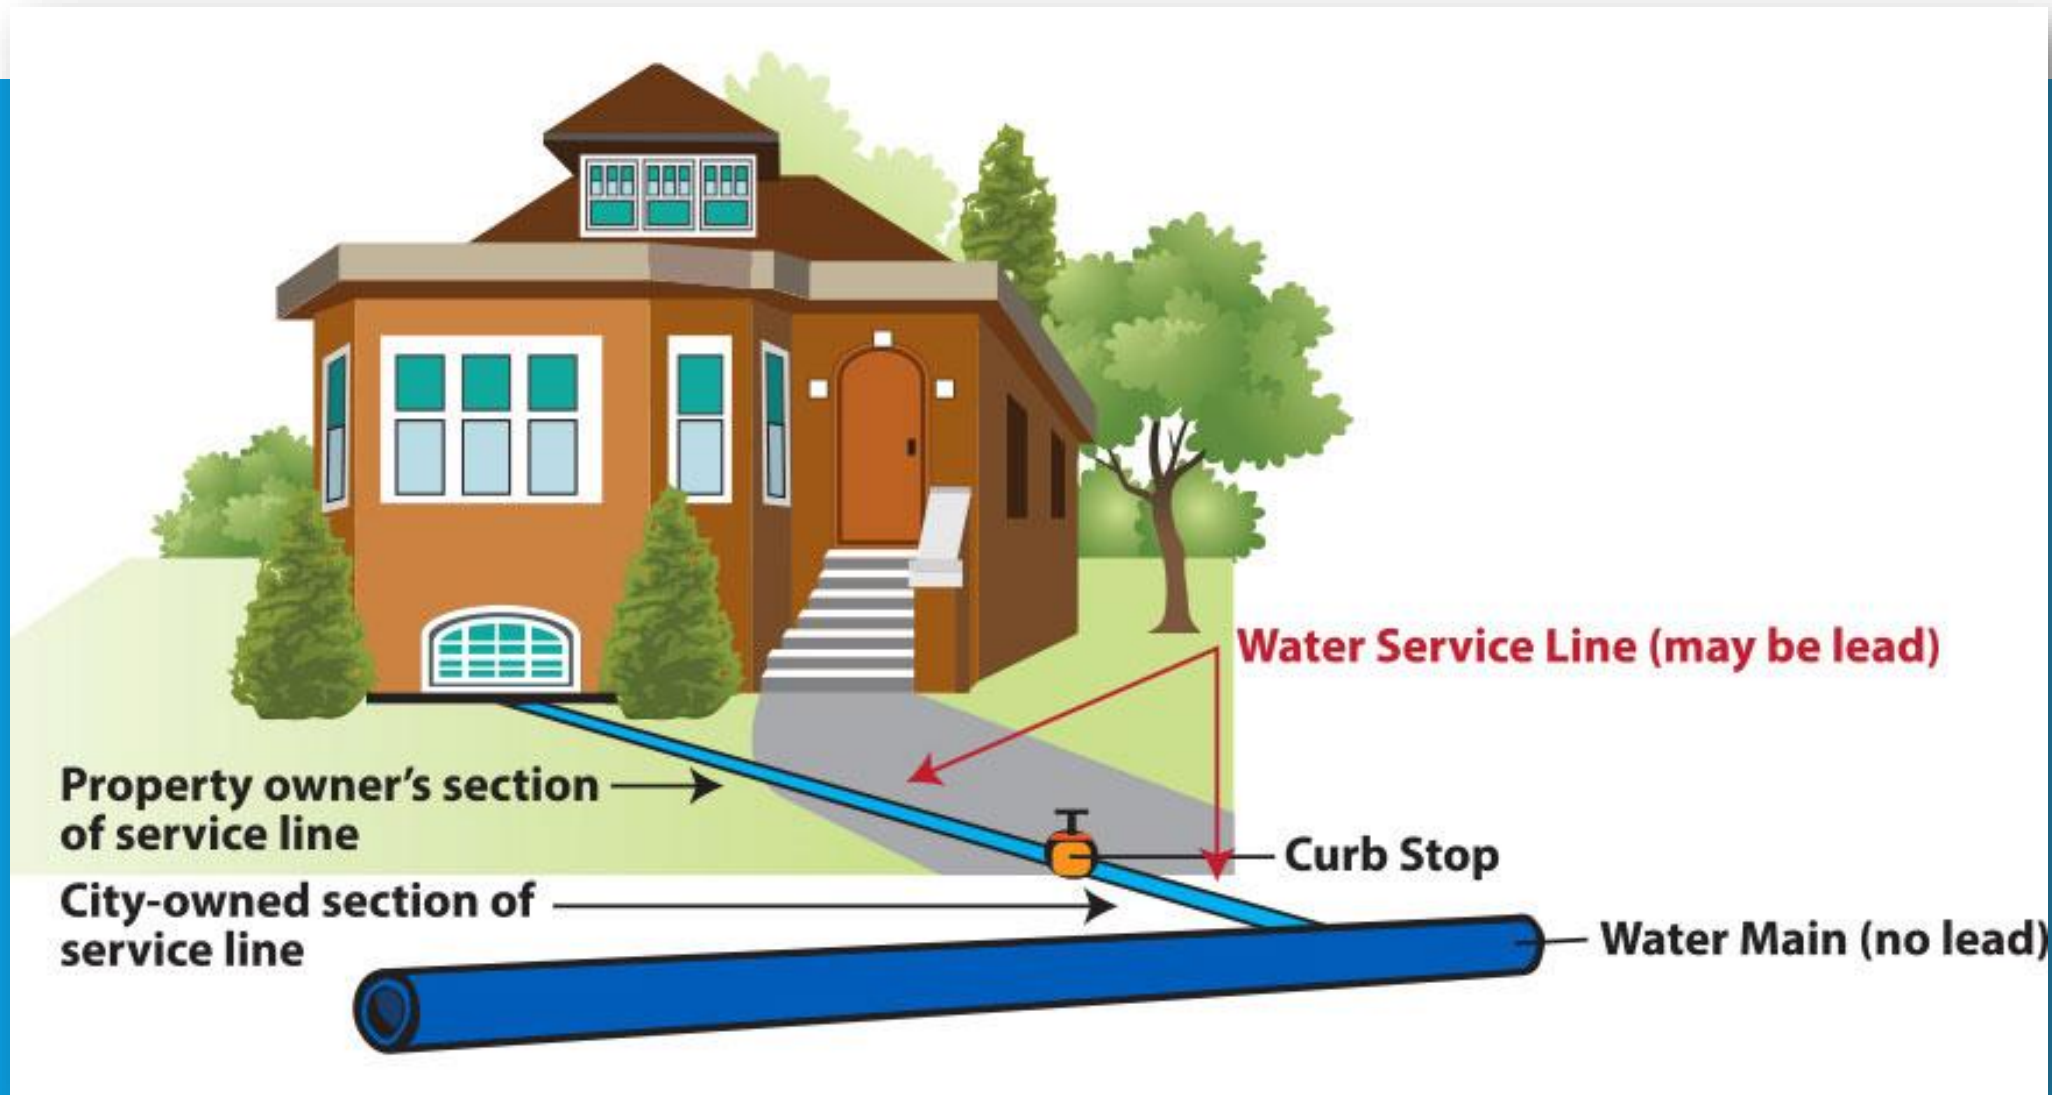 Water Service Line (may be lead)
Property owner's section
of service line
Curb Stop
City-owned section of
service line
Water Main (no lead)